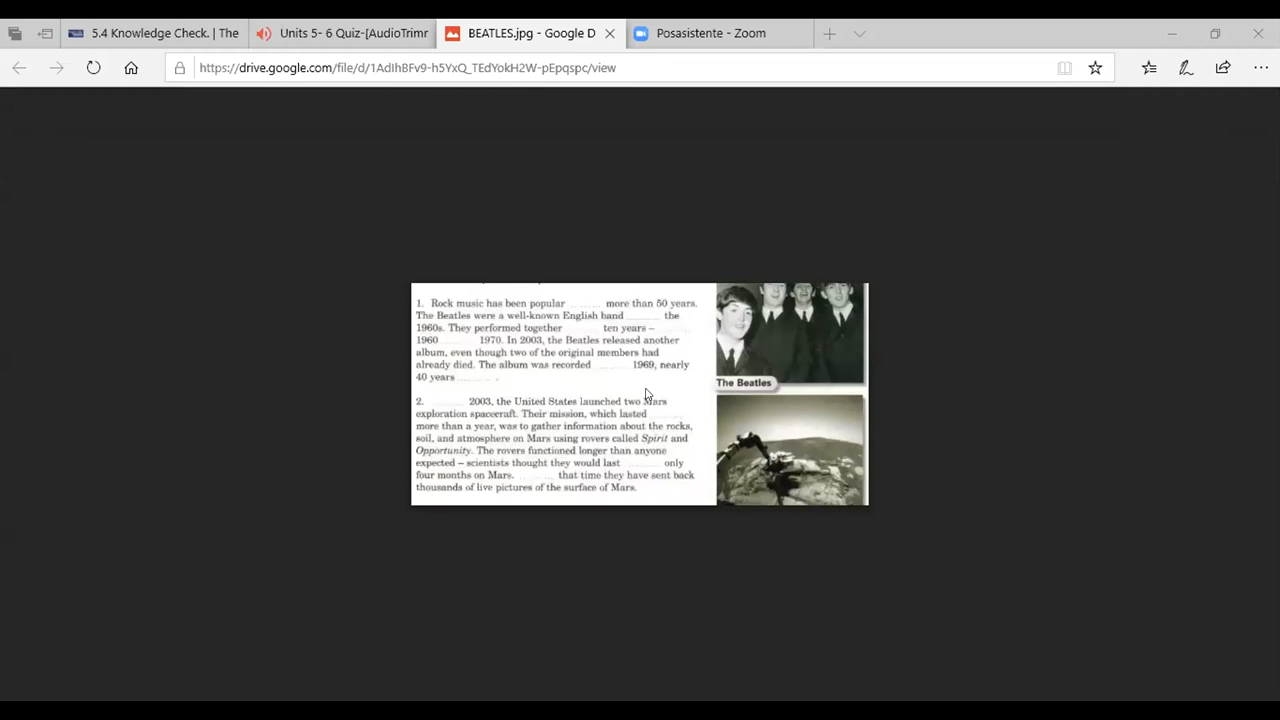 5.4 Knowledge Check. | The
Units 5- 6 Quiz-[AudioTrimr
BEATLES.jpg - Google D
Posasistente - Zoom
https://drive.google.com/file/d/1AdIhBFv9-h5YxQ_TEdYokH2W-pEpqspc/view
1. Rock music has been popular ........ more than 50 years.
The Beatles were a well-known English band ........ the
1960s. They performed together ........ ten years – ........
1960 ........ 1970. In 2003, the Beatles released another
album, even though two of the original members had
already died. The album was recorded ........ 1969, nearly
40 years ........ .
The Beatles
2. ........ 2003, the United States launched two Mars
exploration spacecraft. Their mission, which lasted ........
more than a year, was to gather information about the rocks,
soil, and atmosphere on Mars using rovers called Spirit and
Opportunity. The rovers functioned longer than anyone
expected – scientists thought they would last ........ only
four months on Mars. ........ that time they have sent back
thousands of live pictures of the surface of Mars.